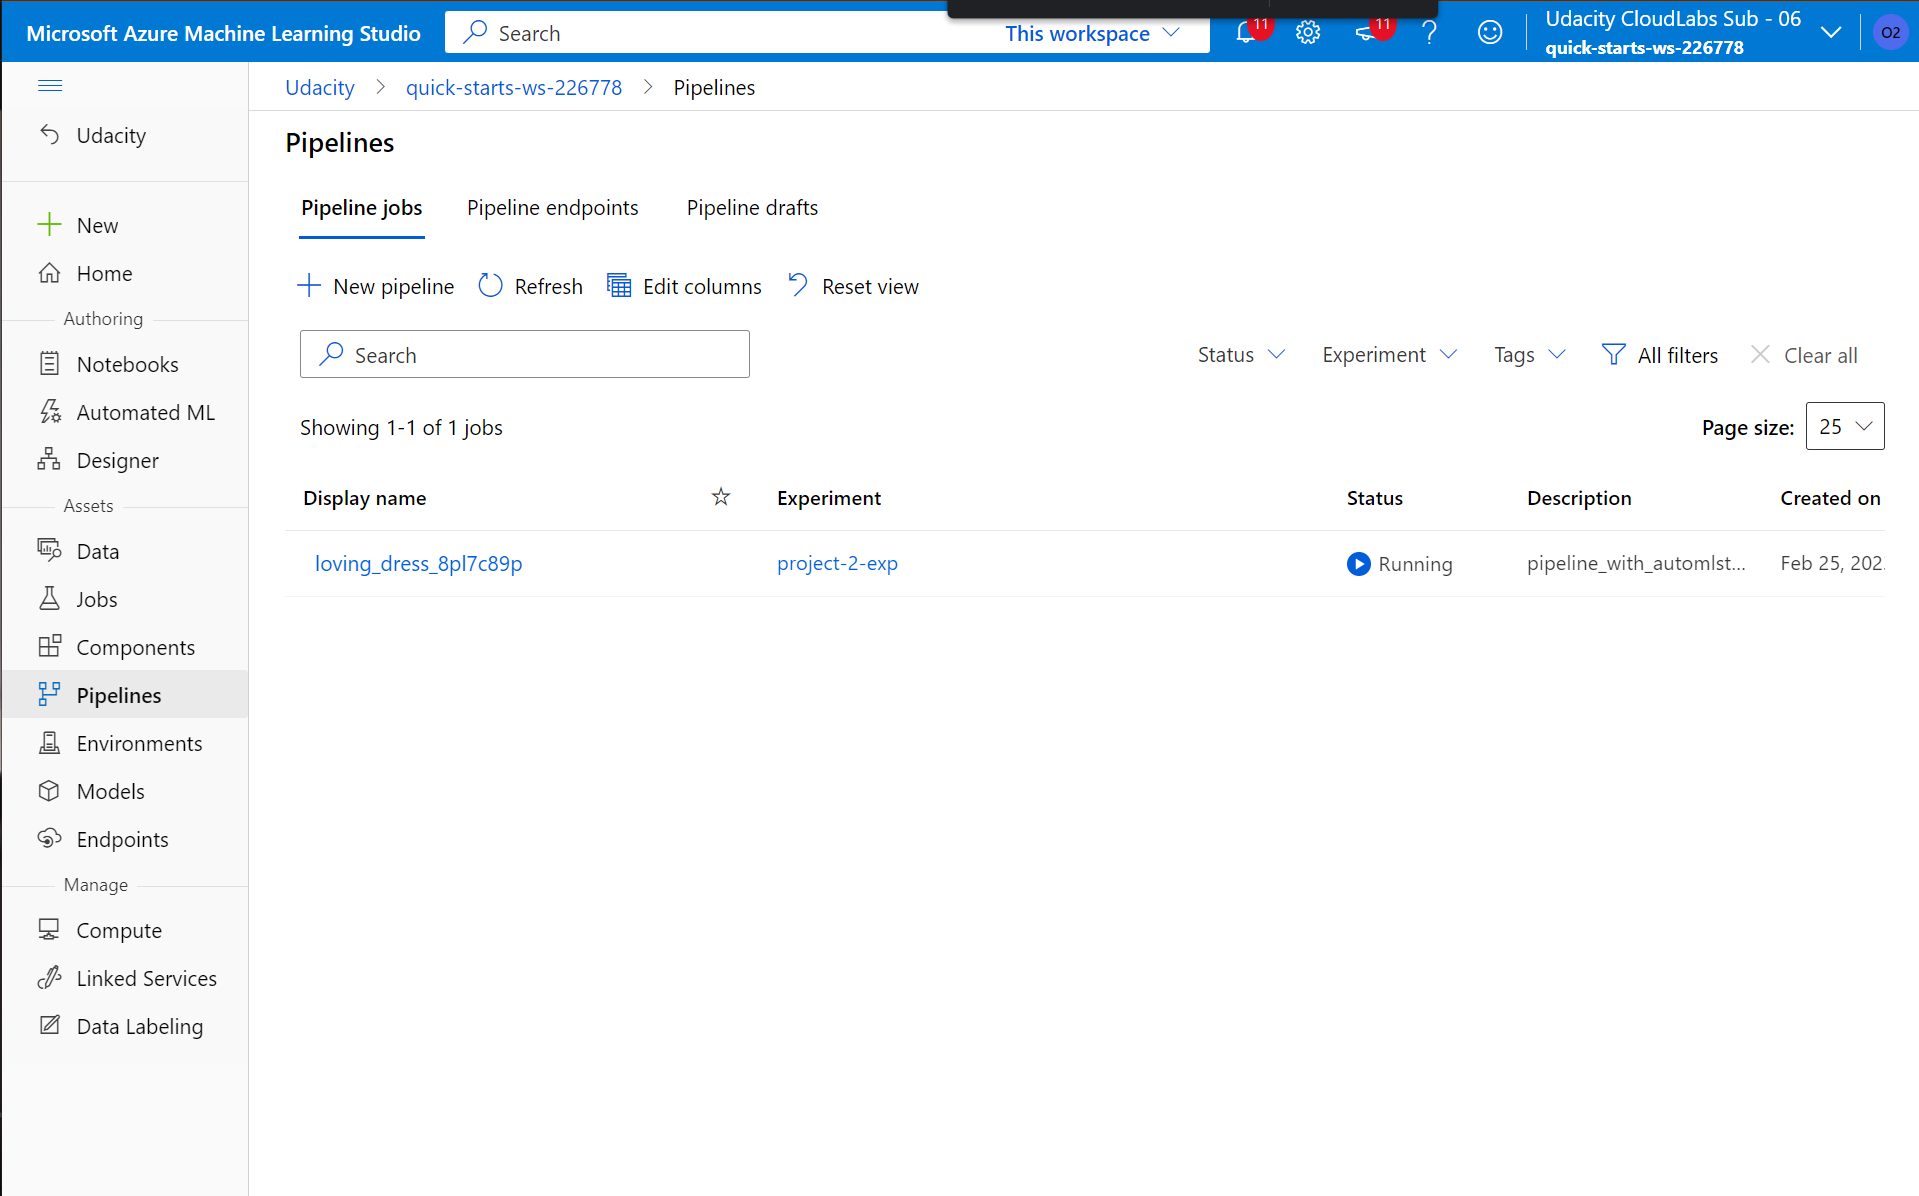 Microsoft Azure Machine Learning Studio
Search
This workspace
11
11
?
Udacity CloudLabs Sub - 06
quick-starts-ws-226778
O2
Udacity > quick-starts-ws-226778 > Pipelines
Udacity
New
Home
Authoring
Notebooks
Automated ML
Designer
Assets
Data
Jobs
Components
Pipelines
Environments
Models
Endpoints
Manage
Compute
Linked Services
Data Labeling
Pipelines
Pipeline jobs Pipeline endpoints Pipeline drafts
New pipeline Refresh Edit columns Reset view
Search
Status Experiment Tags All filters Clear all
Showing 1-1 of 1 jobs
Page size: 25
Display name Experiment Status Description Created on
loving_dress_8pl7c89p project-2-exp Running pipeline_with_automlst... Feb 25, 202